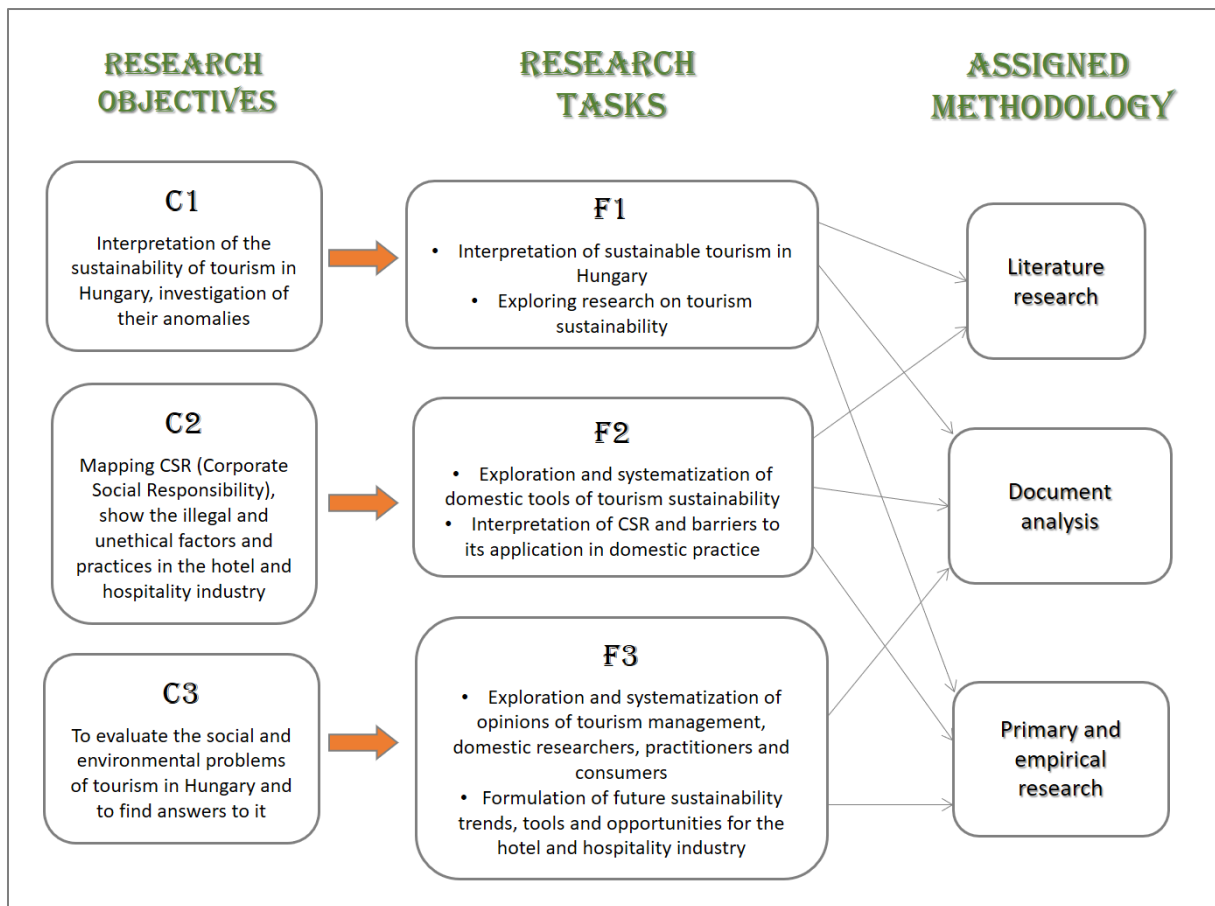 RESEARCH
OBJECTIVES
RESEARCH
TASKS
ASSIGNED
METHODOLOGY
C1
Interpretation of the
sustainability of tourism in
Hungary, investigation of
their anomalies
F1
• Interpretation of sustainable tourism in
Hungary
• Exploring research on tourism
sustainability
Literature
research
C2
Mapping CSR (Corporate
Social Responsibility),
show the illegal and
unethical factors and
practices in the hotel and
hospitality industry
F2
• Exploration and systematization of
domestic tools of tourism sustainability
• Interpretation of CSR and barriers to
its application in domestic practice
Document
analysis
C3
To evaluate the social and
environmental problems
of tourism in Hungary and
to find answers to it
F3
• Exploration and systematization of
opinions of tourism management,
domestic researchers, practitioners and
consumers
• Formulation of future sustainability
trends, tools and opportunities for the
hotel and hospitality industry
Primary and
empirical
research